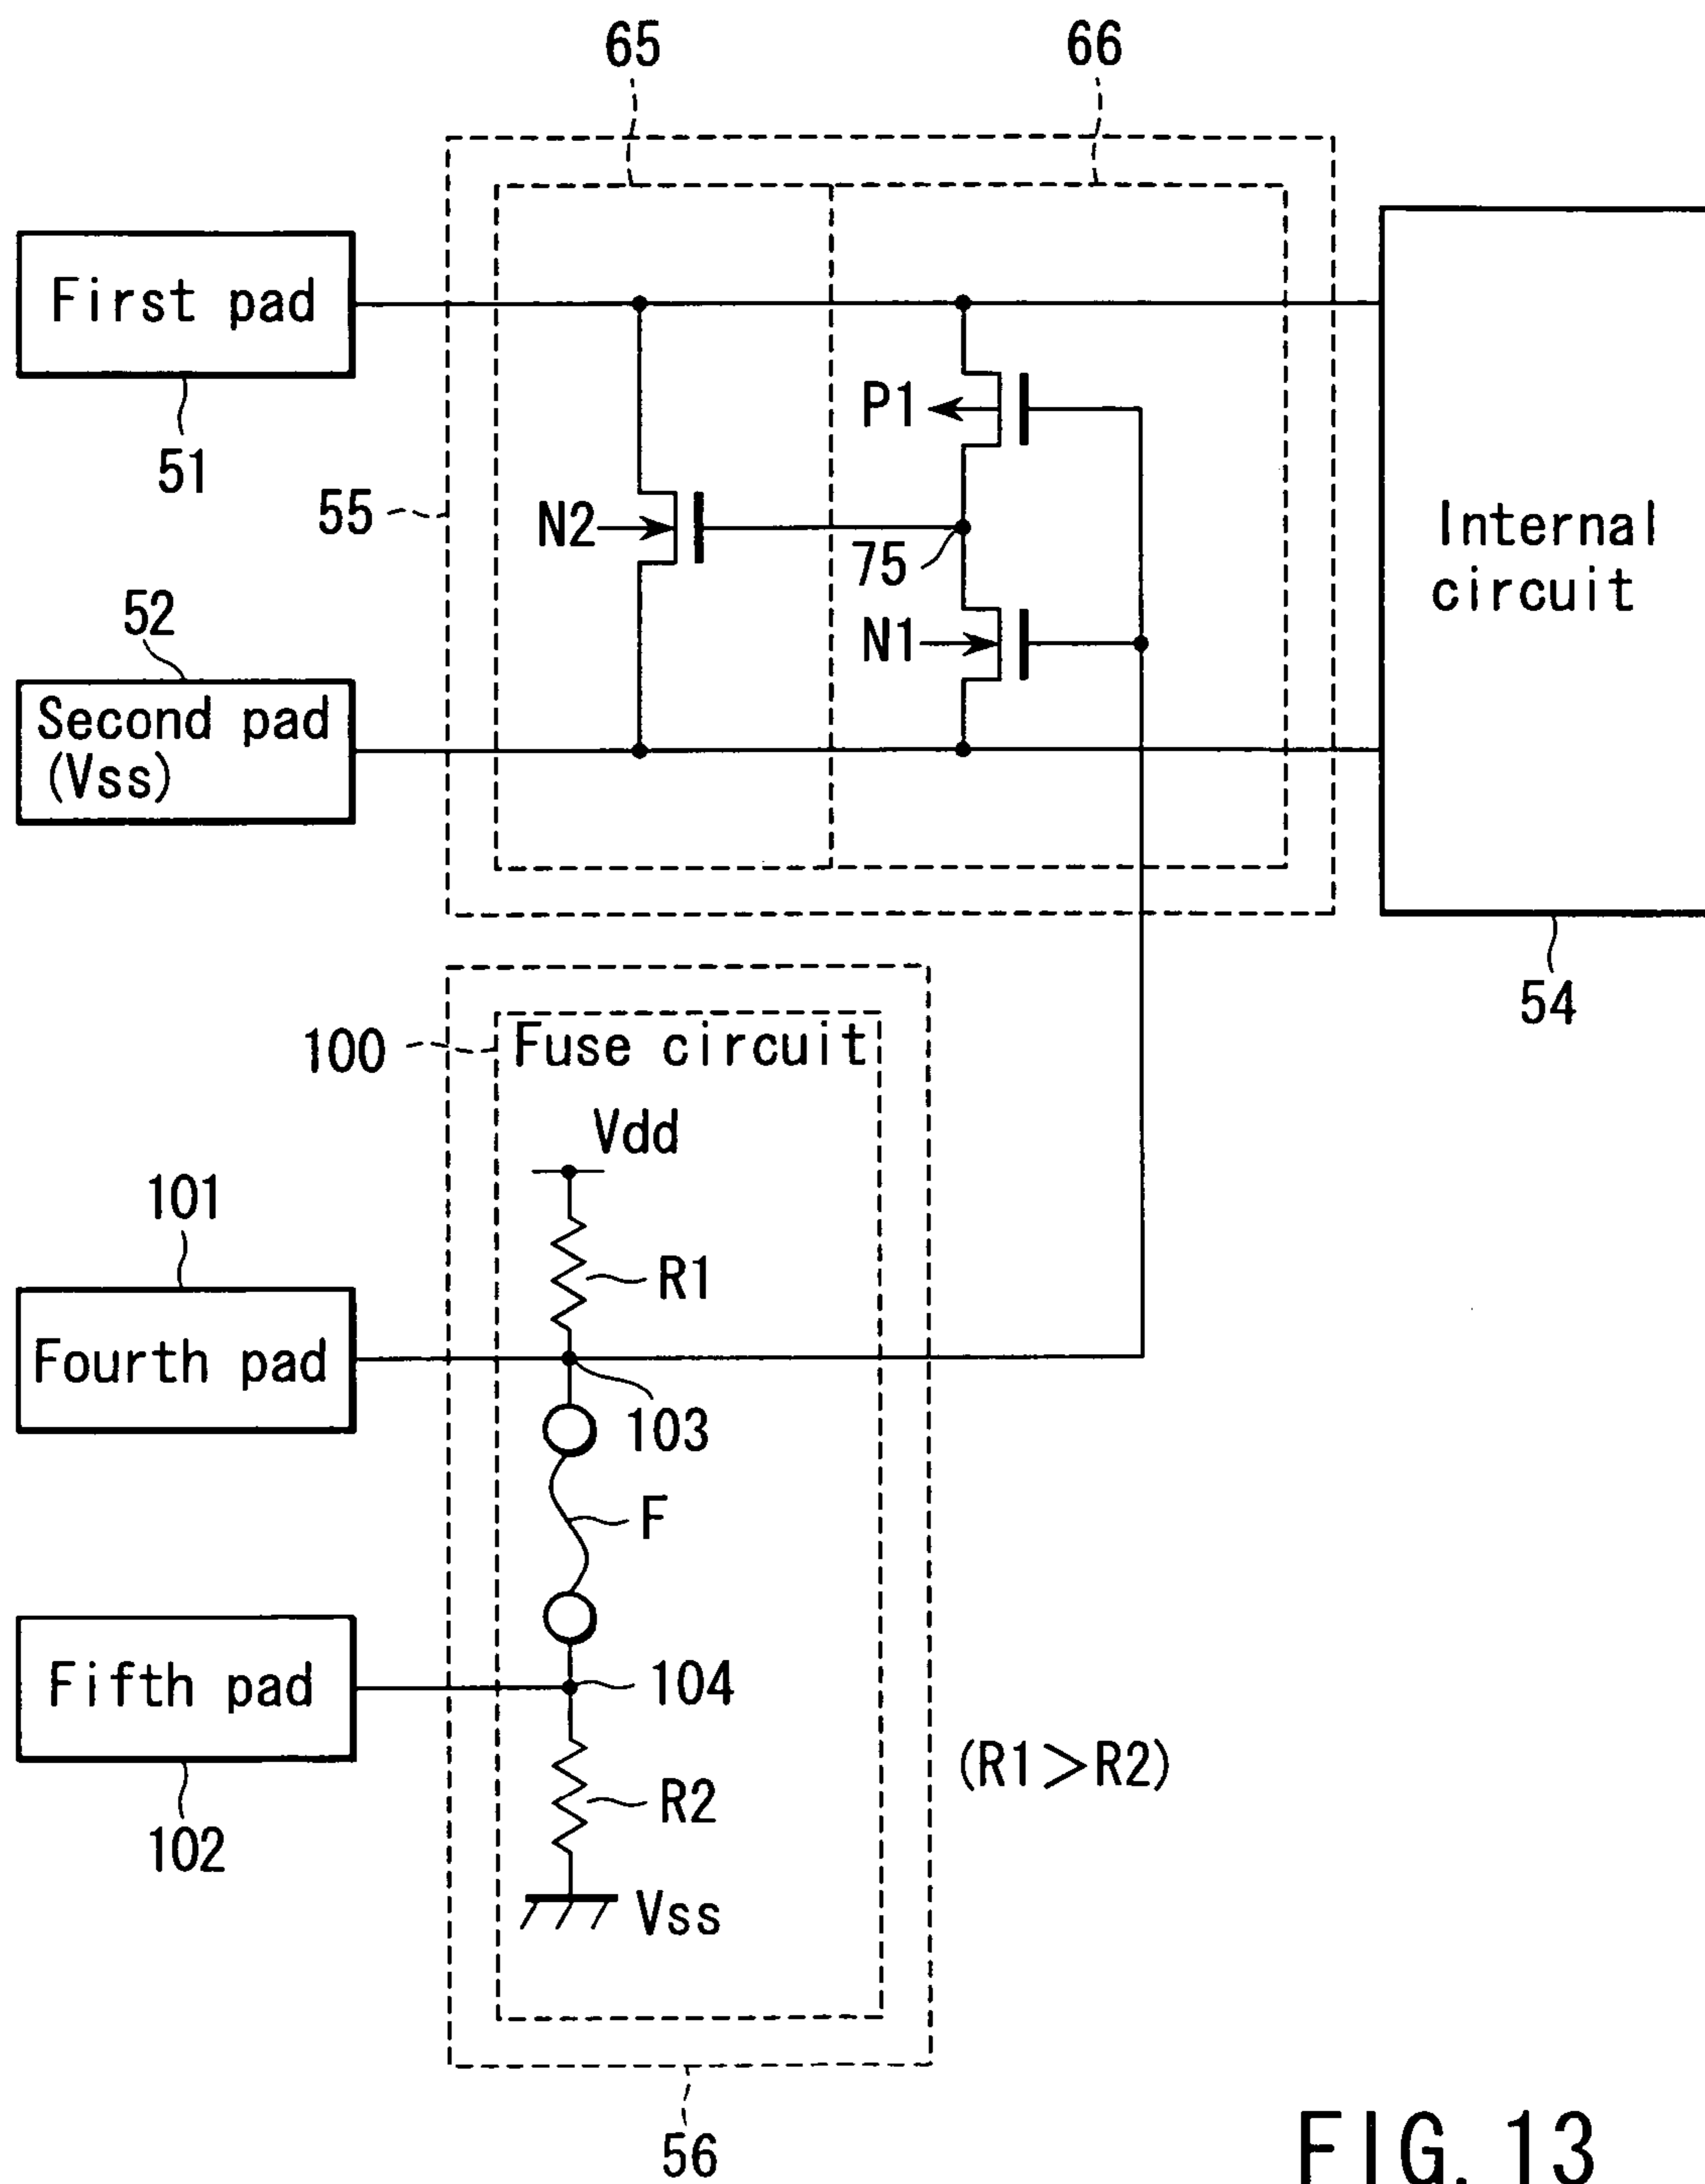 65
66
First pad
51
P1
55
N2
75
Internal
circuit
52
N1
Second pad
(Vss)
54
100
Fuse circuit
Vdd
101
R1
Fourth pad
103
F
Fifth pad
104
(R1>R2)
R2
102
Vss
56
FIG. 13